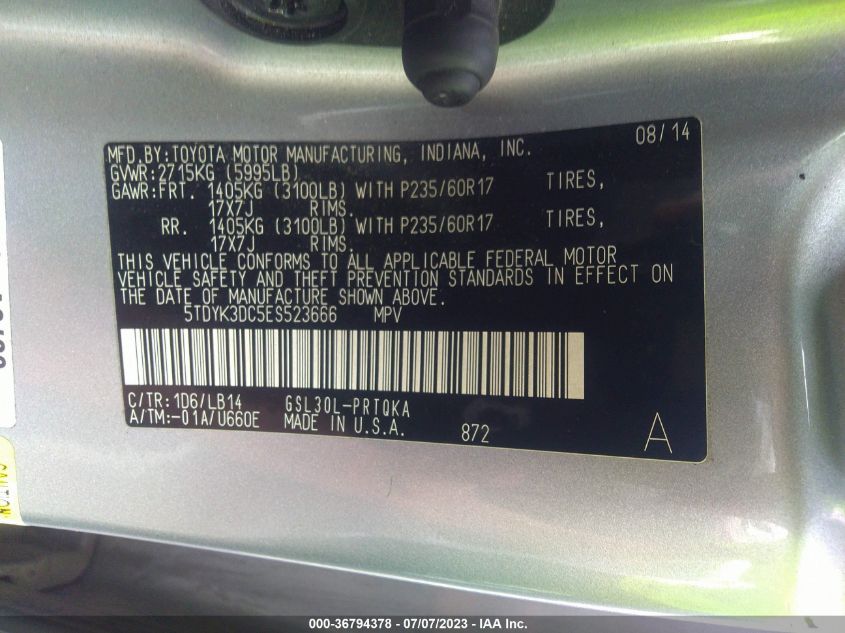 08/14
MFD.BY:TOYOTA MOTOR MANUFACTURING, INDIANA, INC.
GVWR:2715KG (5995LB)
GAWR:FRT. 1405KG (3100LB) WITH P235/60R17 TIRES,
17X7J RIMS.
RR. 1405KG (3100LB) WITH P235/60R17 TIRES,
17X7J RIMS.
THIS VEHICLE CONFORMS TO ALL APPLICABLE FEDERAL MOTOR
VEHICLE SAFETY AND THEFT PREVENTION STANDARDS IN EFFECT ON
THE DATE OF MANUFACTURE SHOWN ABOVE.
5TDYK3DC5ES523666 MPV
C/TR:1D6/LB14 GSL30L-PRTQKA
A/TM:-01A/U660E MADE IN U.S.A. 872 A
000-36794378 - 07/07/2023 - IAA Inc.